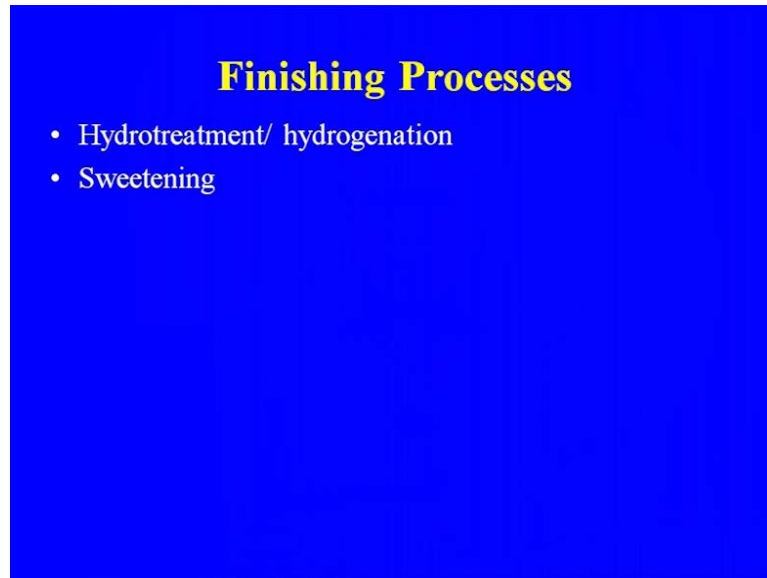 Finishing Processes
• Hydrotreatment/ hydrogenation
• Sweetening